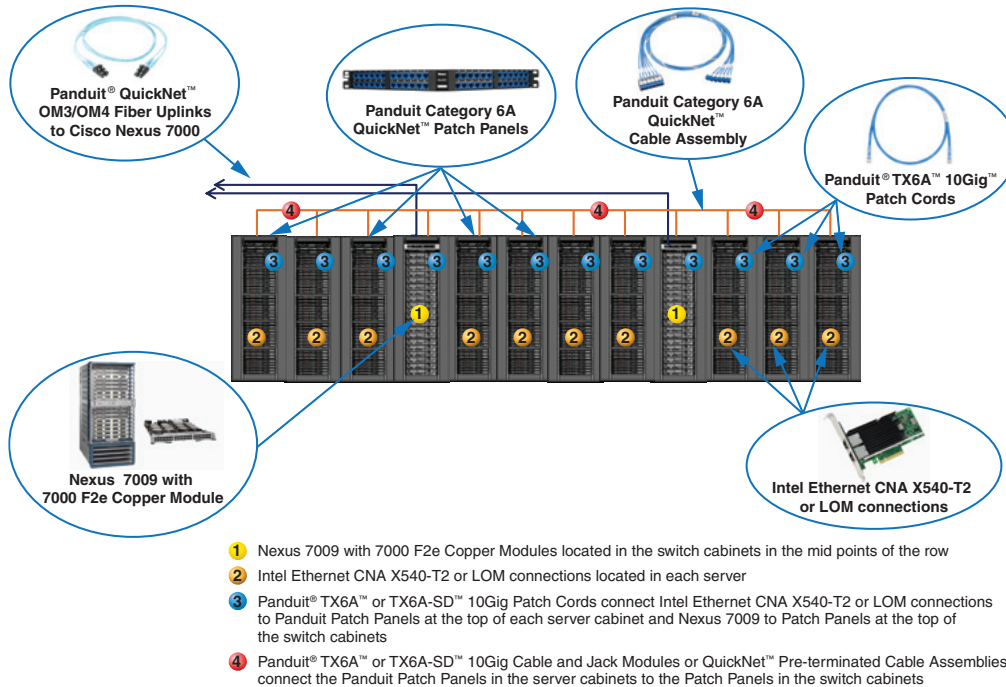 Panduit® QuickNet™
OM3/OM4 Fiber Uplinks
to Cisco Nexus 7000
Panduit Category 6A
QuickNet™ Patch Panels
Panduit Category 6A
QuickNet™
Cable Assembly
Panduit® TX6A™ 10Gig™
Patch Cords
4 4 4
3 3 3 3 3 3 3 3 3 3 3
1 1
2 2 2 2 2 2 2 2 2
Nexus 7009 with
7000 F2e Copper Module
Intel Ethernet CNA X540-T2
or LOM connections
1 Nexus 7009 with 7000 F2e Copper Modules located in the switch cabinets in the mid points of the row
2 Intel Ethernet CNA X540-T2 or LOM connections located in each server
3 Panduit® TX6A™ or TX6A-SD™ 10Gig Patch Cords connect Intel Ethernet CNA X540-T2 or LOM connections
to Panduit Patch Panels at the top of each server cabinet and Nexus 7009 to Patch Panels at the top of
the switch cabinets
4 Panduit® TX6A™ or TX6A-SD™ 10Gig Cable and Jack Modules or QuickNet™ Pre-terminated Cable Assemblies
connect the Panduit Patch Panels in the server cabinets to the Patch Panels in the switch cabinets